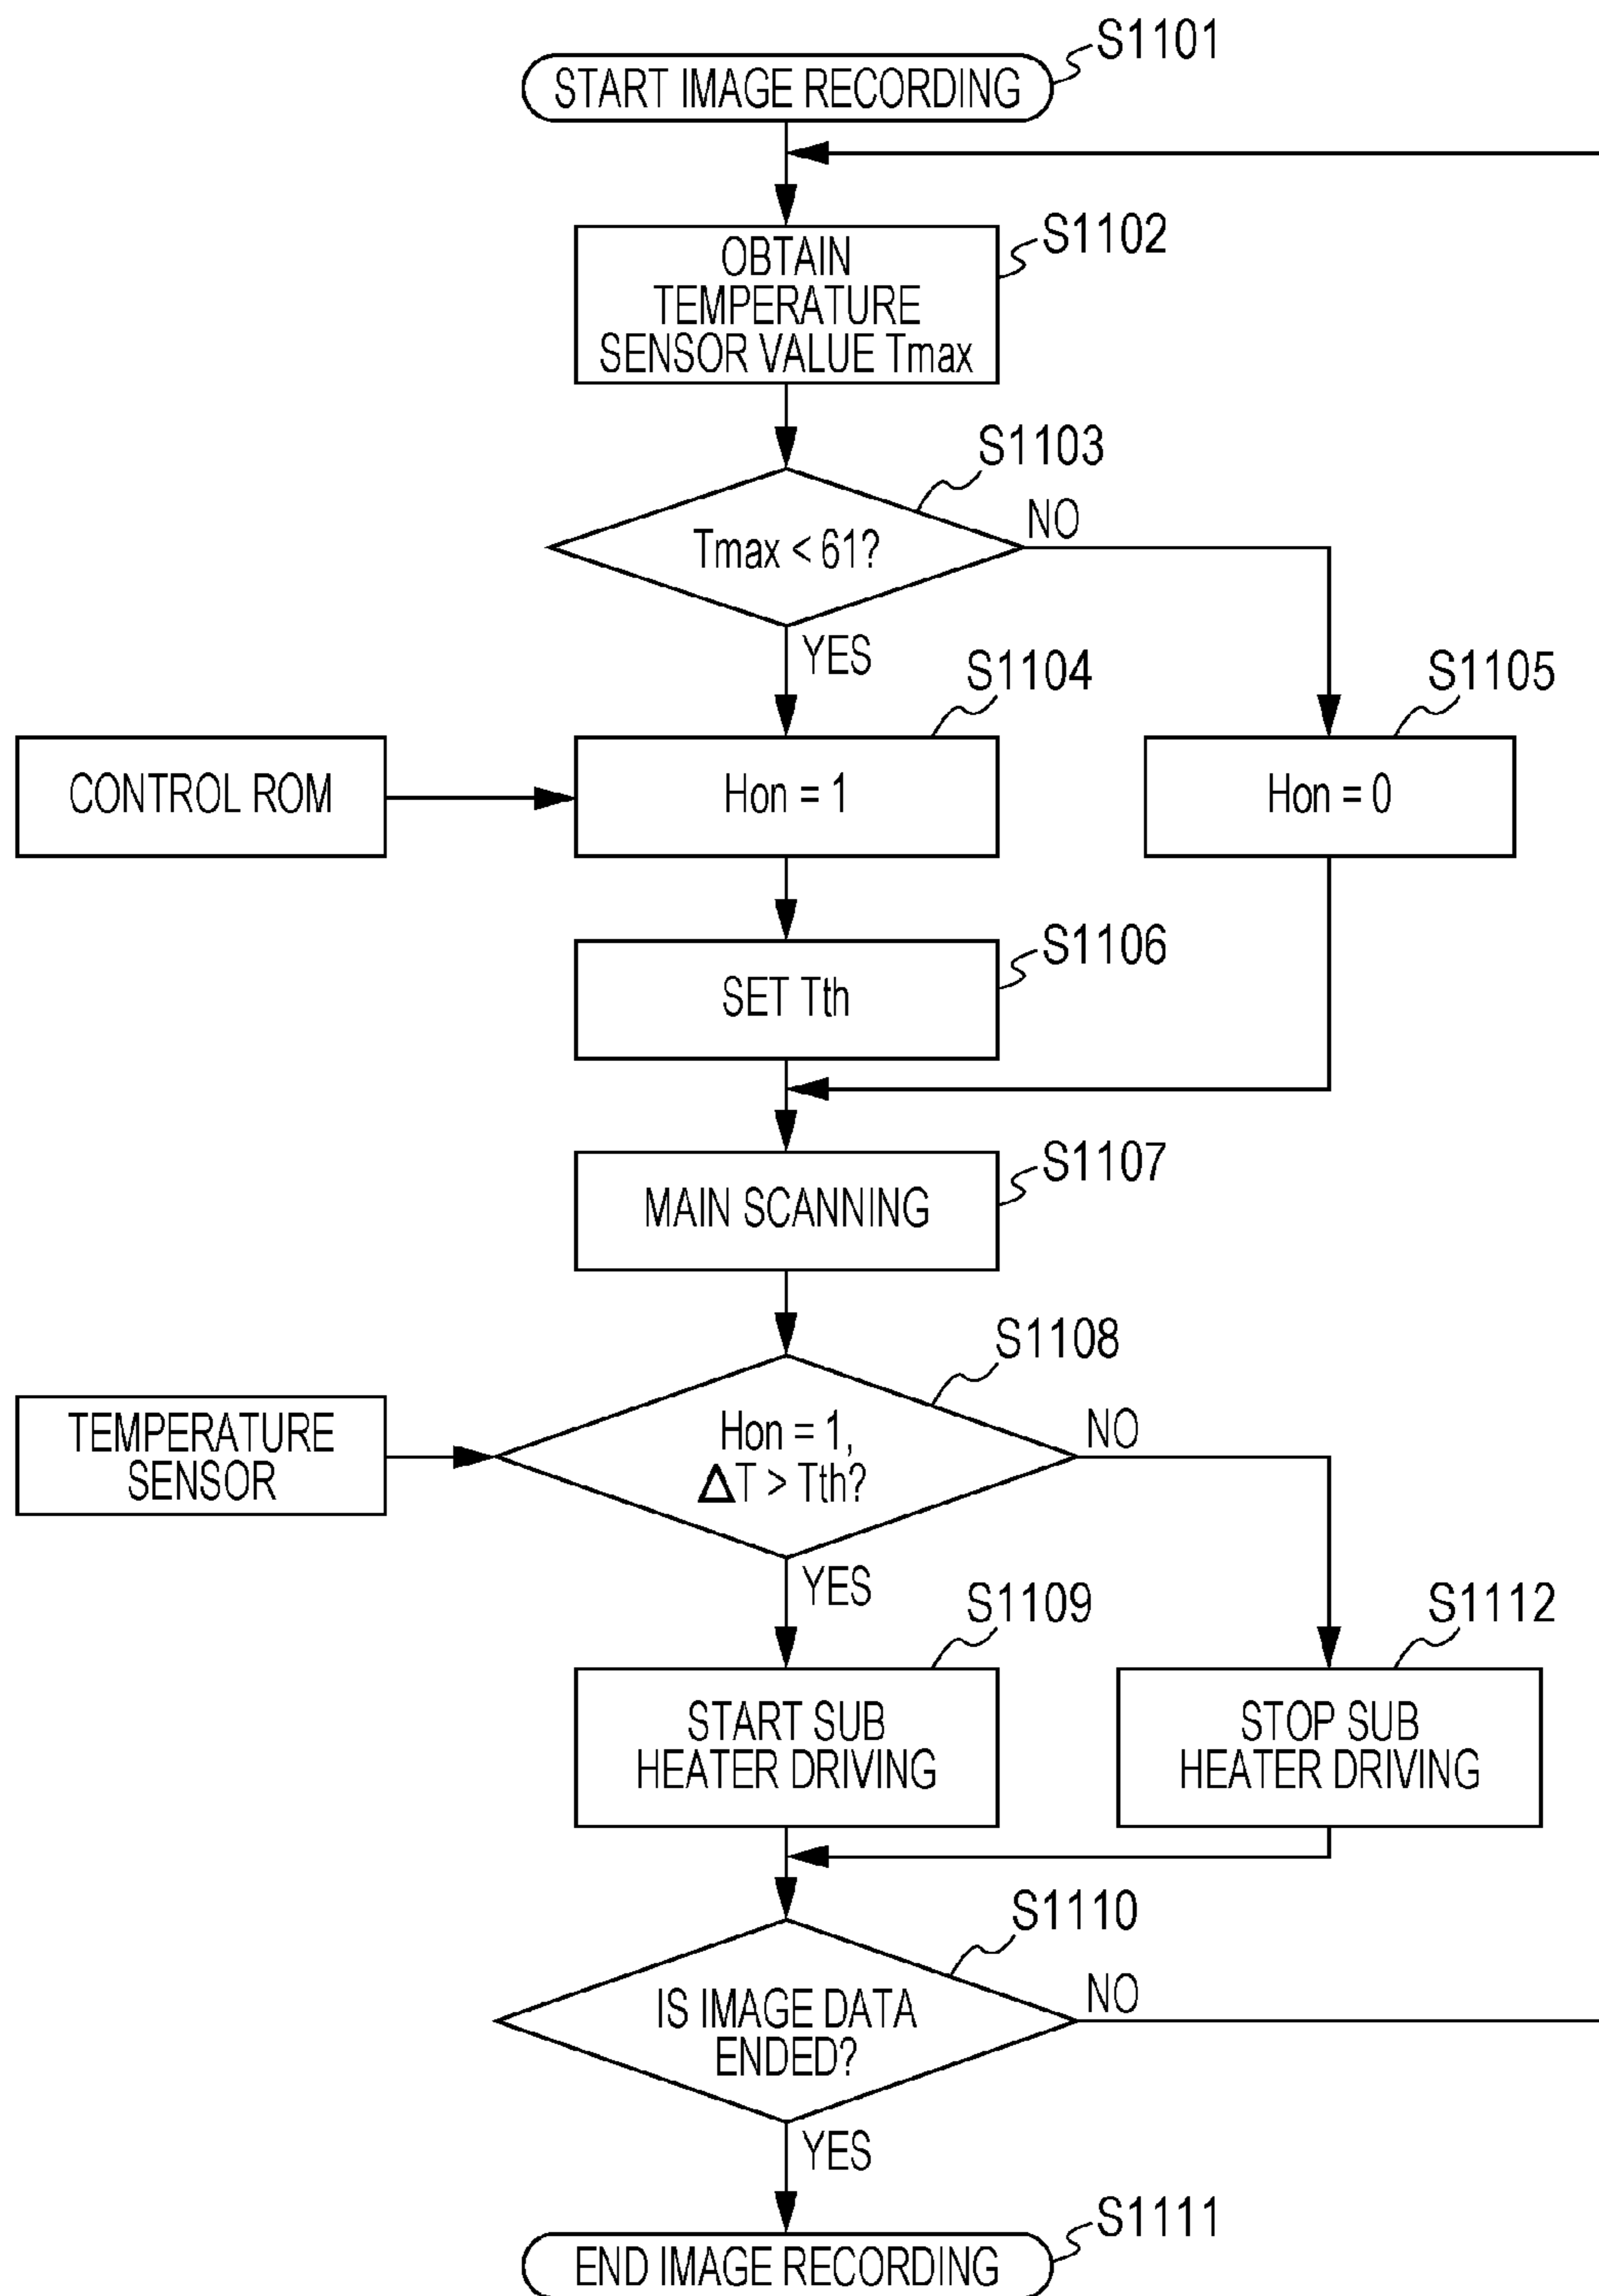 S1101
START IMAGE RECORDING
S1102
OBTAIN
TEMPERATURE
SENSOR VALUE Tmax
S1103
Tmax < 61?
NO
YES
S1104
S1105
CONTROL ROM
Hon = 1
Hon = 0
S1106
SET Tth
S1107
MAIN SCANNING
S1108
TEMPERATURE
SENSOR
Hon = 1,
ΔT > Tth?
NO
YES
S1109
S1112
START SUB
HEATER DRIVING
STOP SUB
HEATER DRIVING
S1110
IS IMAGE DATA
ENDED?
NO
YES
S1111
END IMAGE RECORDING